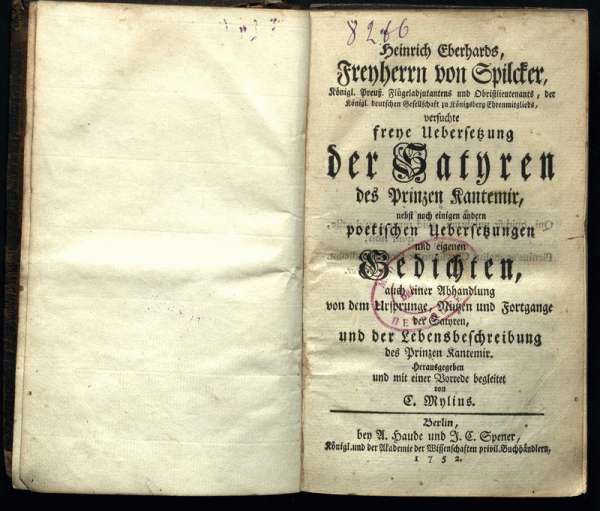 8266
Heinrich Eberhards,
Freyherrn von Spilcker,
Königl. Preuß. Flügeladjutantens und Obristlieutenants, der
Königl. deutschen Gesellschaft zu Königsberg Ehrenmitglieds,
versuchte
freye Uebersetzung
der Satyren
des Prinzen Kantemir,
nebst noch einigen andern
poetischen Uebersetzungen
und eigenen
Gedichten,
auch einer Abhandlung
von dem Ursprunge, Nutzen und Fortgange
der Satyren,
und der Lebensbeschreibung
des Prinzen Kantemir.
Herausgegeben
und mit einer Vorrede begleitet
von
C. Mylius.
Berlin,
bey A. Haude und J. C. Spener,
Königl. und der Akademie der Wissenschaften privil. Buchhändlern,
1752.